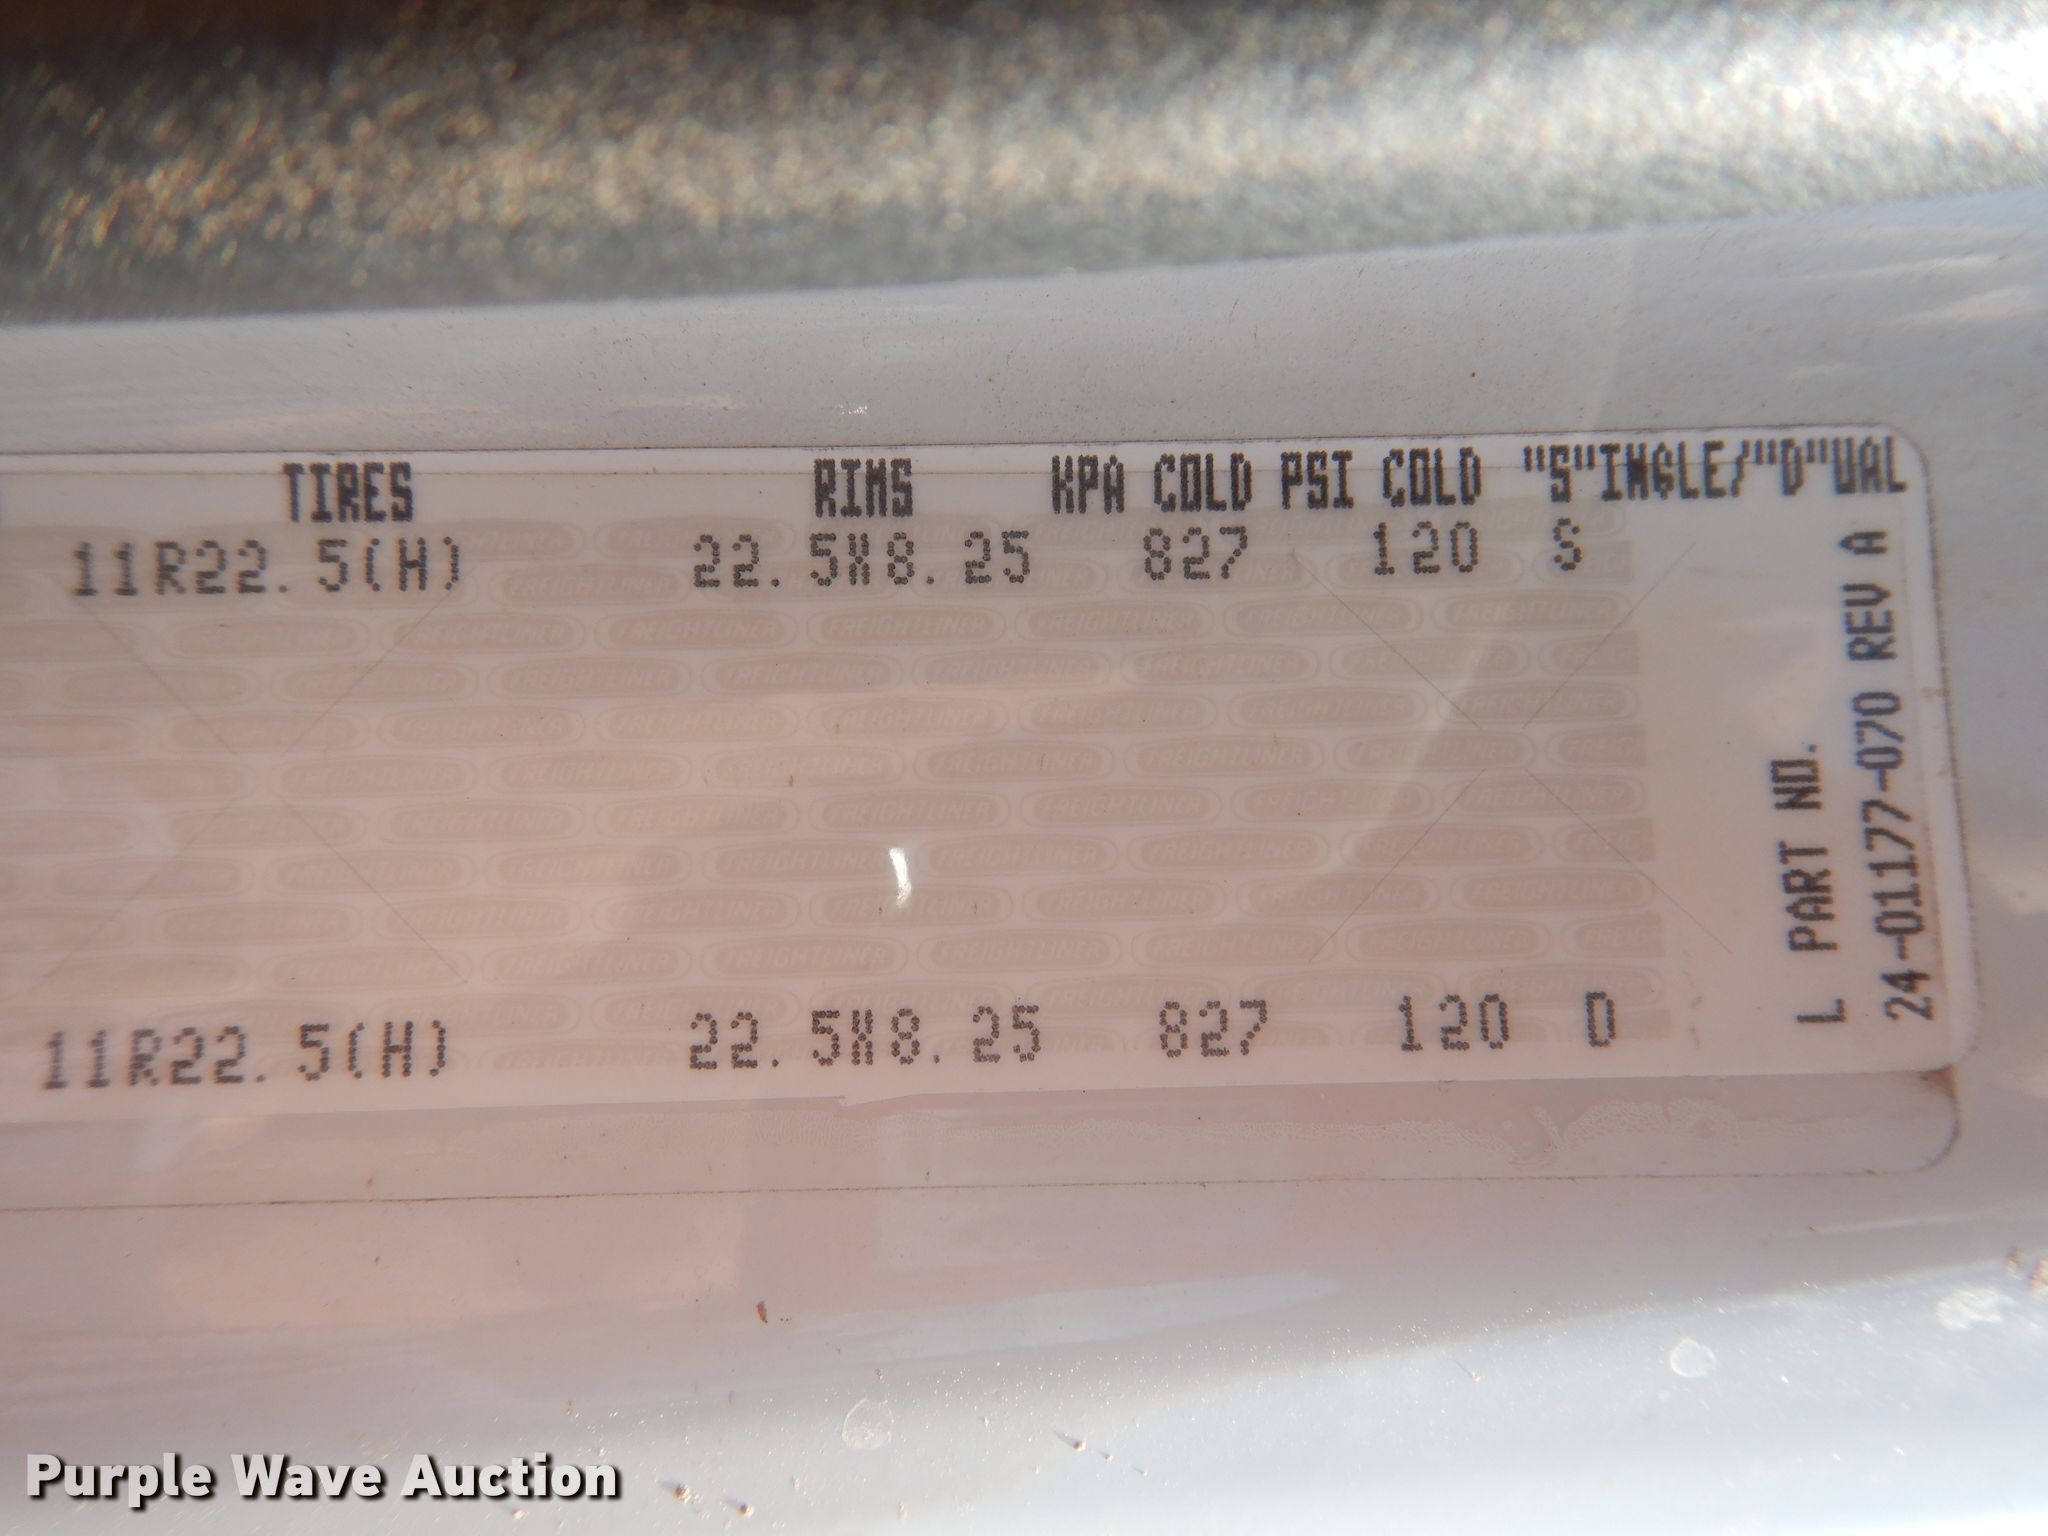 TIRES RIMS KPA COLD PSI COLD "S"INGLE/"D"UAL
11R22.5(H) 22.5X8.25 827 120 S
11R22.5(H) 22.5X8.25 827 120 D
L PART NO.
24-01177-070 REV A
FREIGHTLINER
Purple Wave Auction